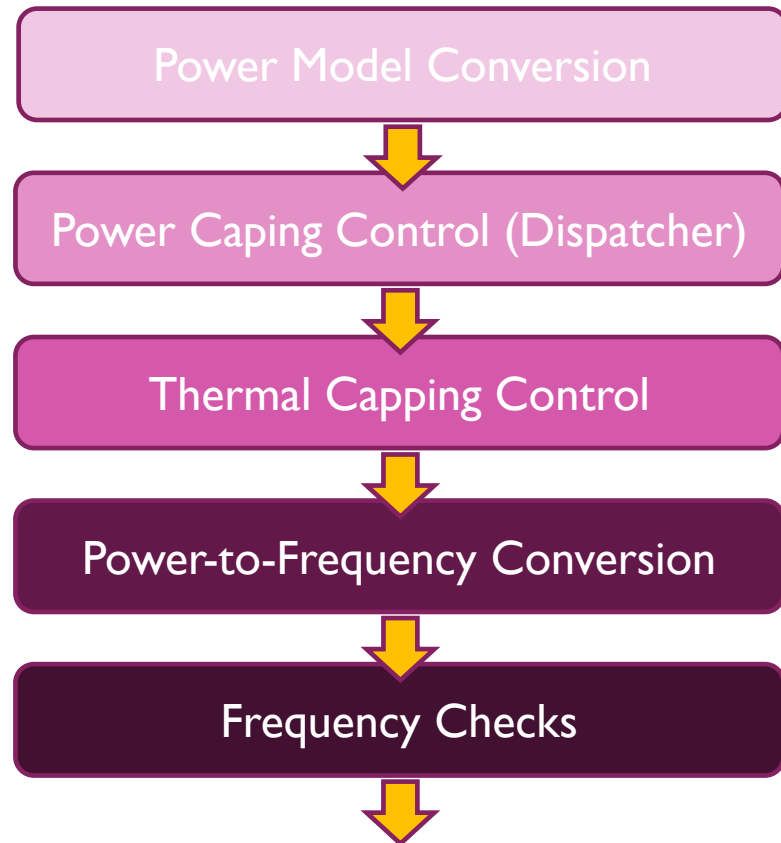 Power Model Conversion
Power Caping Control (Dispatcher)
Thermal Capping Control
Power-to-Frequency Conversion
Frequency Checks